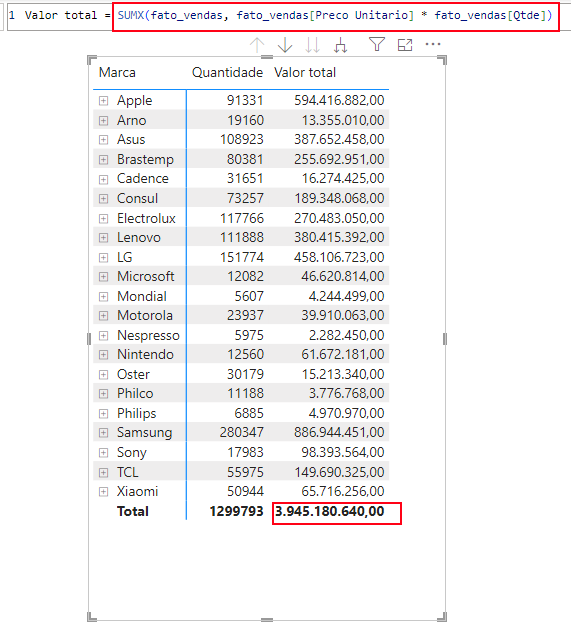 1 Valor total = SUMX(fato_vendas, fato_vendas[Preco Unitario] * fato_vendas[Qtde])
Marca Quantidade Valor total
Apple 91331 594.416.882,00
Arno 19160 13.355.010,00
Asus 108923 387.652.458,00
Brastemp 80381 255.692.951,00
Cadence 31651 16.274.425,00
Consul 73257 189.348.068,00
Electrolux 117766 270.483.050,00
Lenovo 111888 380.415.392,00
LG 151774 458.106.723,00
Microsoft 12082 46.620.814,00
Mondial 5607 4.244.499,00
Motorola 23937 39.910.063,00
Nespresso 5975 2.282.450,00
Nintendo 12560 61.672.181,00
Oster 30179 15.213.340,00
Philco 11188 3.776.768,00
Philips 6885 4.970.970,00
Samsung 280347 886.944.451,00
Sony 17983 98.393.564,00
TCL 55975 149.690.325,00
Xiaomi 50944 65.716.256,00
Total 1299793 3.945.180.640,00